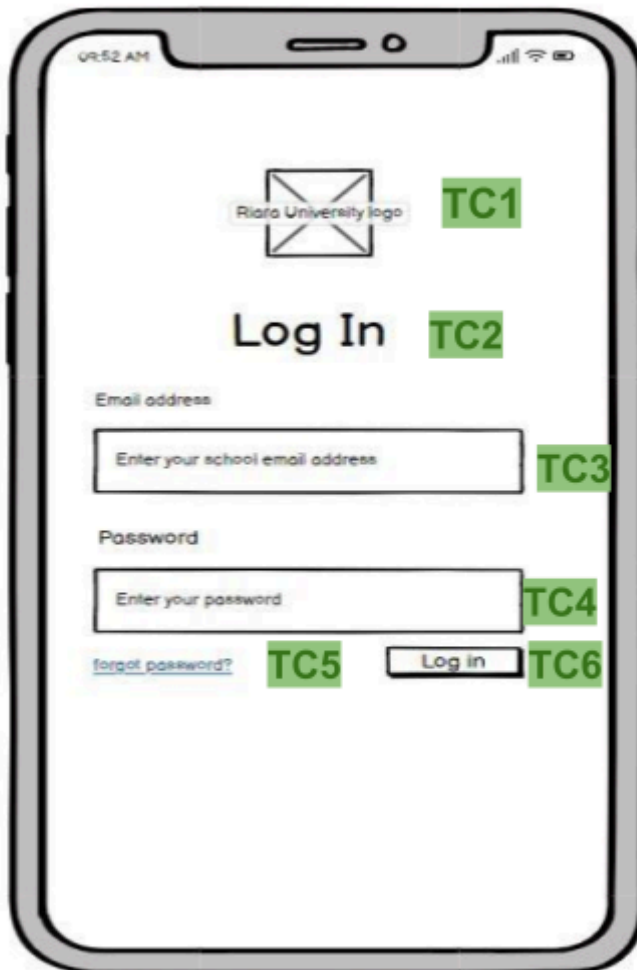 09:52 AM
Riara University logo TC1
Log In TC2
Email address
Enter your school email address TC3
Password
Enter your password TC4
forgot password? TC5 Log in TC6